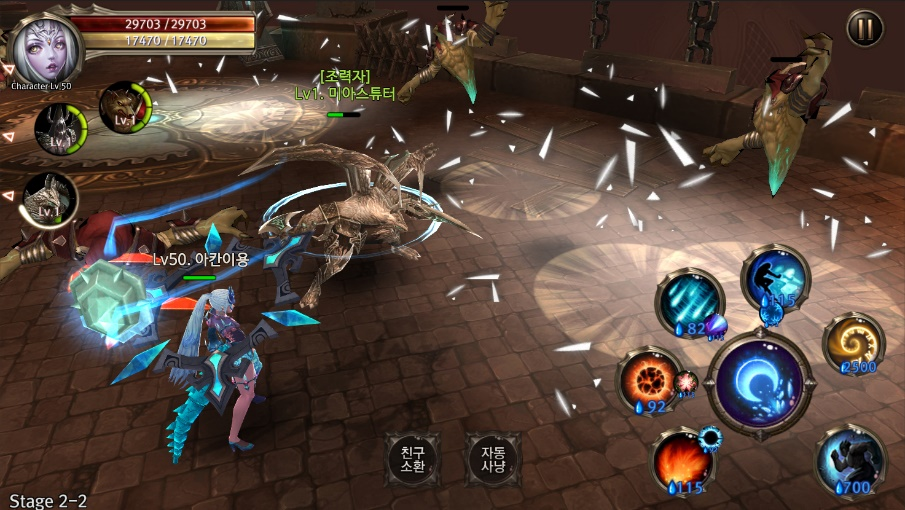 29703 / 29703
17470 / 17470
Character Lv 50
[조력자]
Lv1. 미아스튜터
Lv.1
Lv.1
Lv.1
Lv50. 아칸이용
115
82
2500
92
115
700
친구
소환
자동
사냥
Stage 2-2